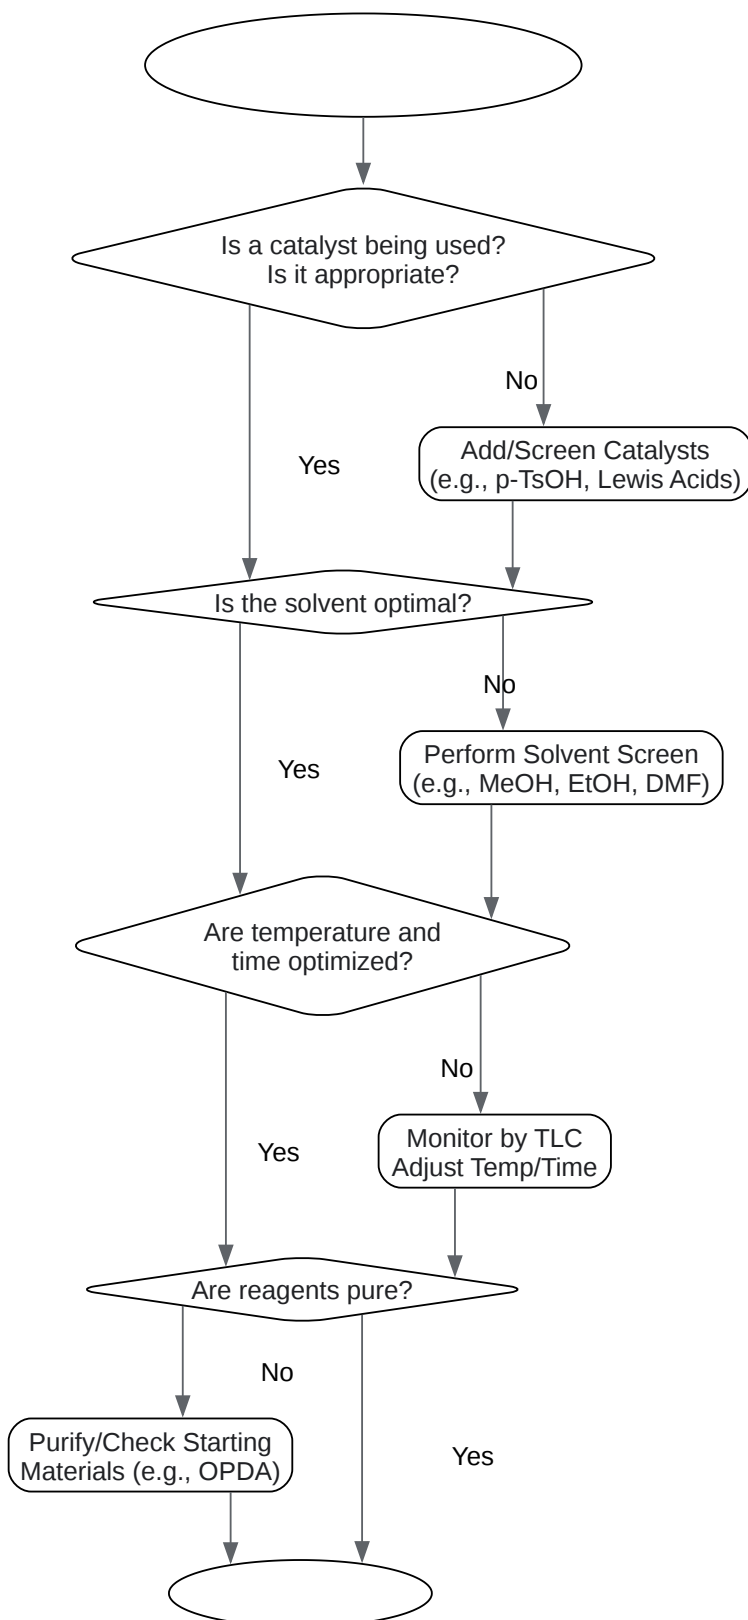 Is a catalyst being used?
Is it appropriate?
No
Add/Screen Catalysts
(e.g., p-TsOH, Lewis Acids)
Yes
Is the solvent optimal?
No
Perform Solvent Screen
(e.g., MeOH, EtOH, DMF)
Yes
Are temperature and
time optimized?
No
Monitor by TLC
Adjust Temp/Time
Yes
Are reagents pure?
No
Purify/Check Starting
Materials (e.g., OPDA)
Yes